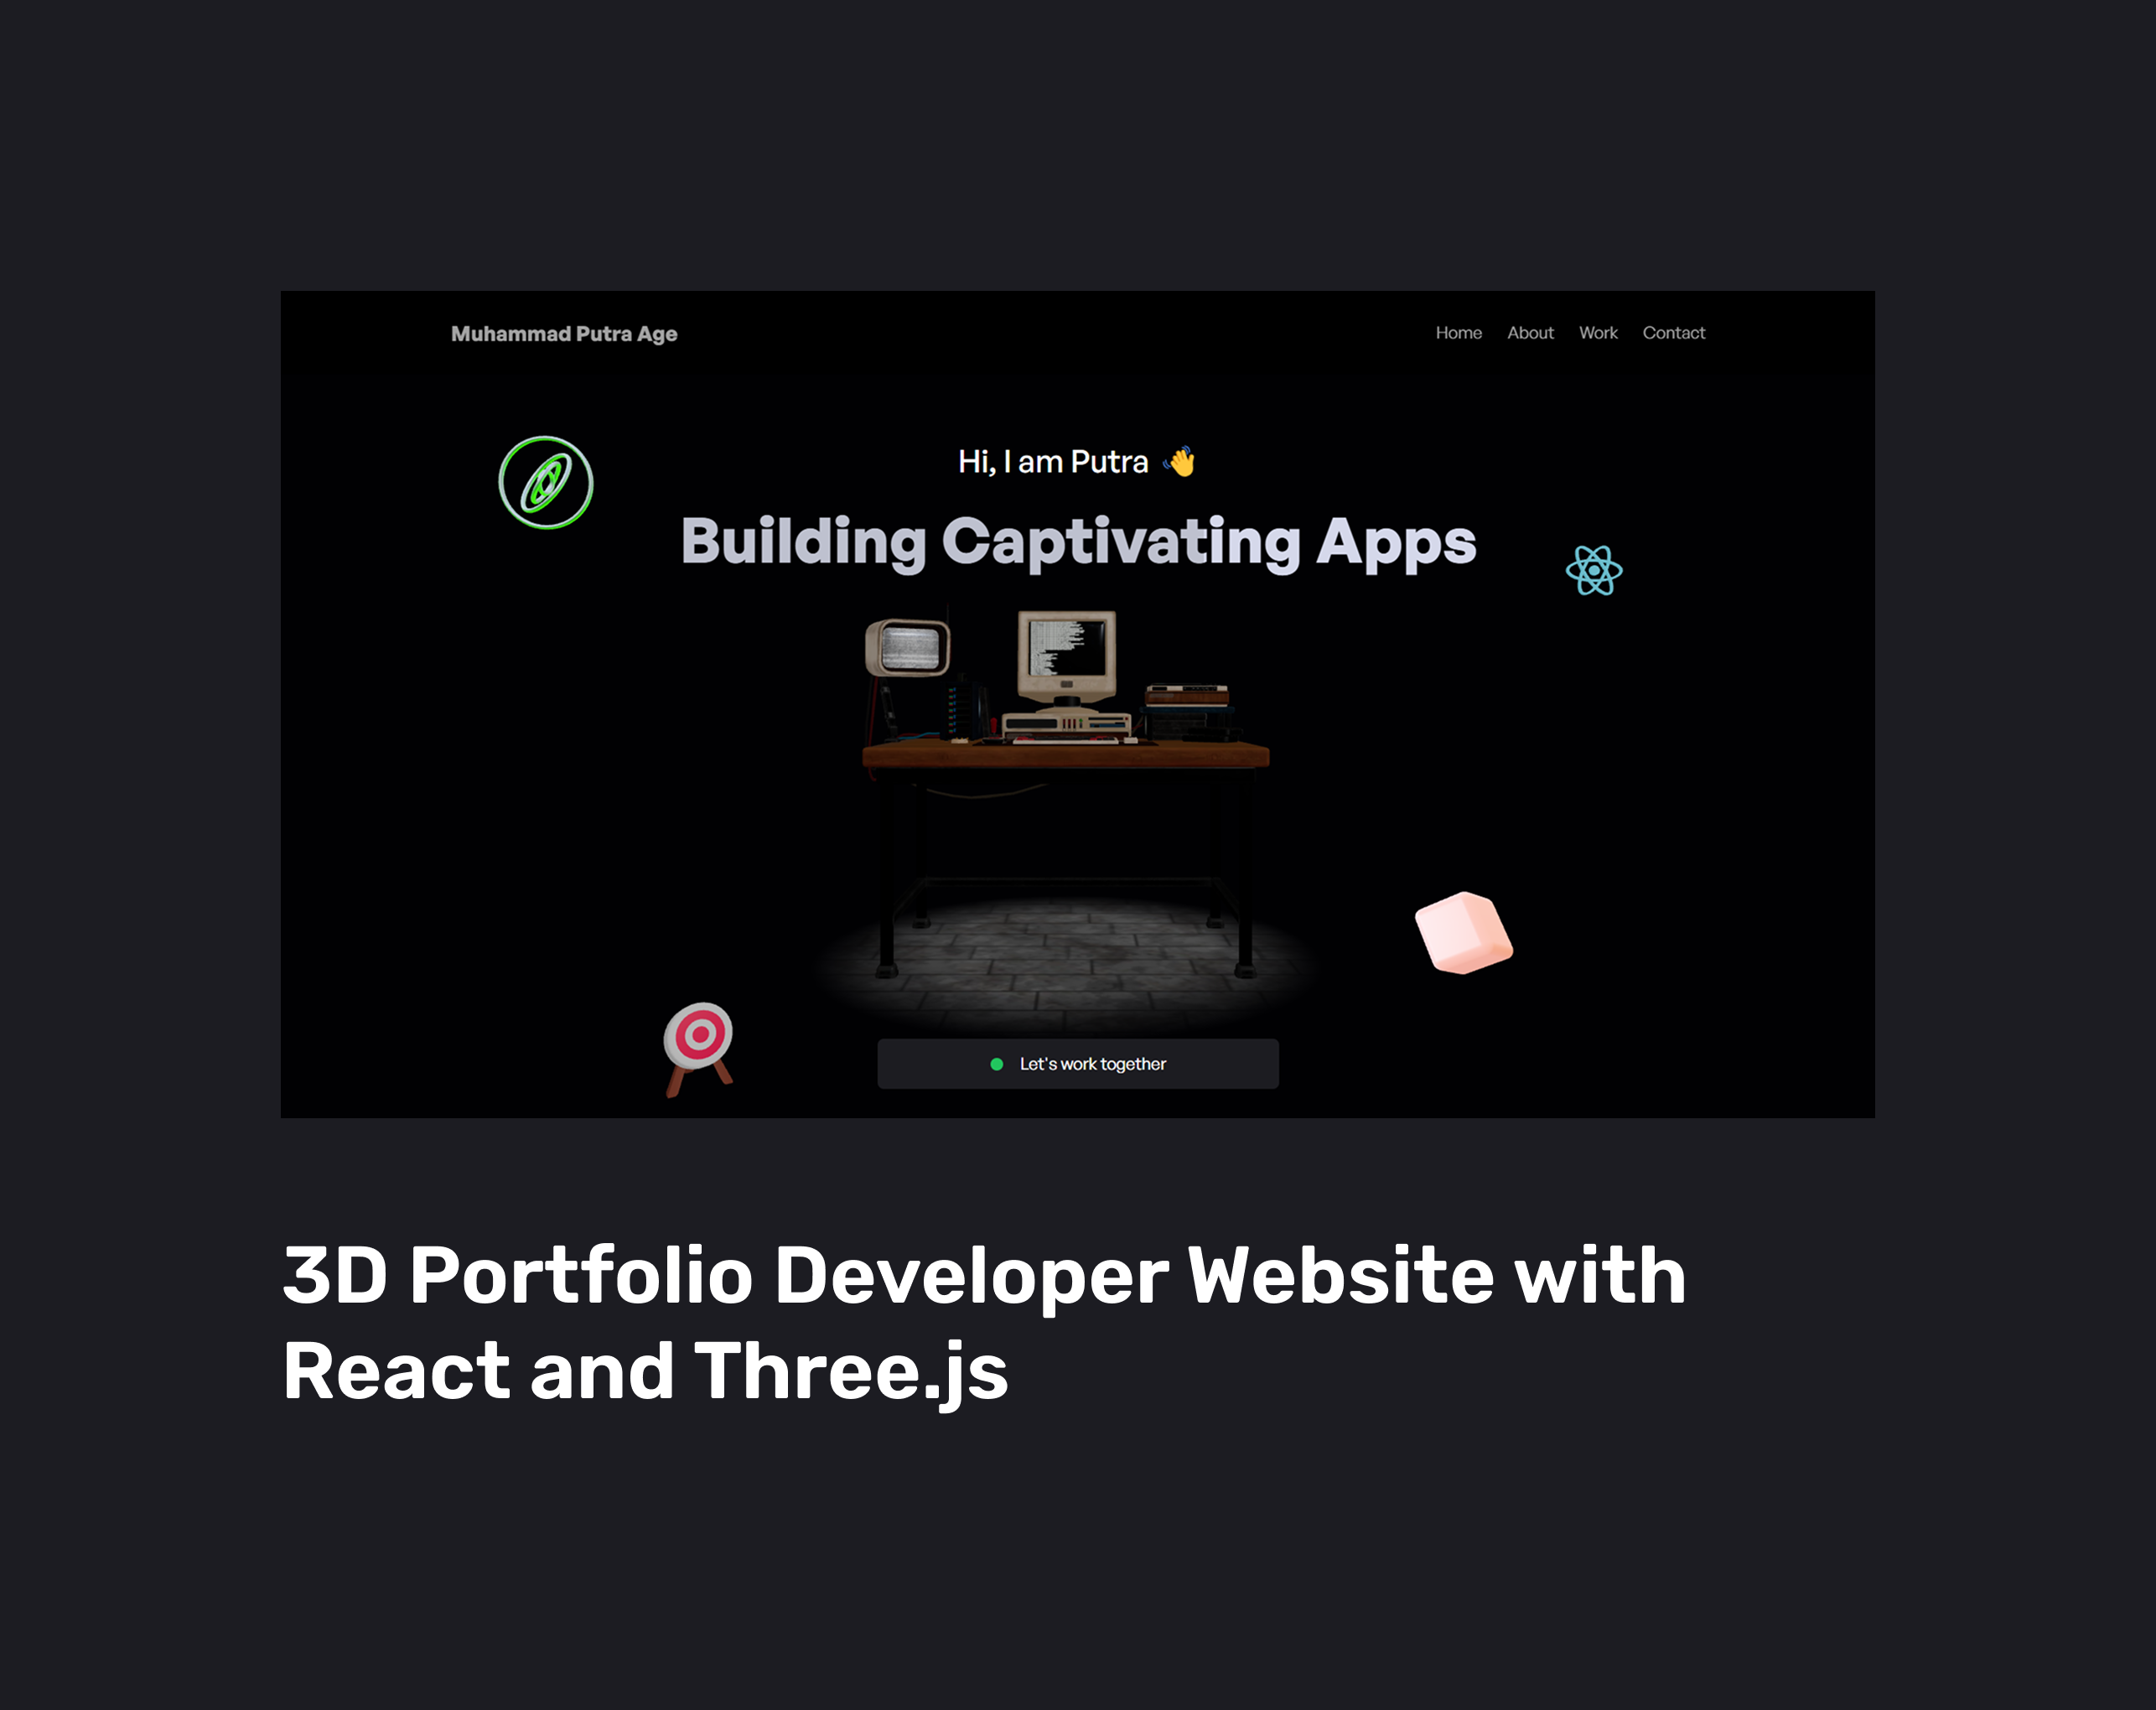 Muhammad Putra Age
Home About Work Contact
Hi, I am Putra 👋
Building Captivating Apps
Let's work together
3D Portfolio Developer Website with
React and Three.js